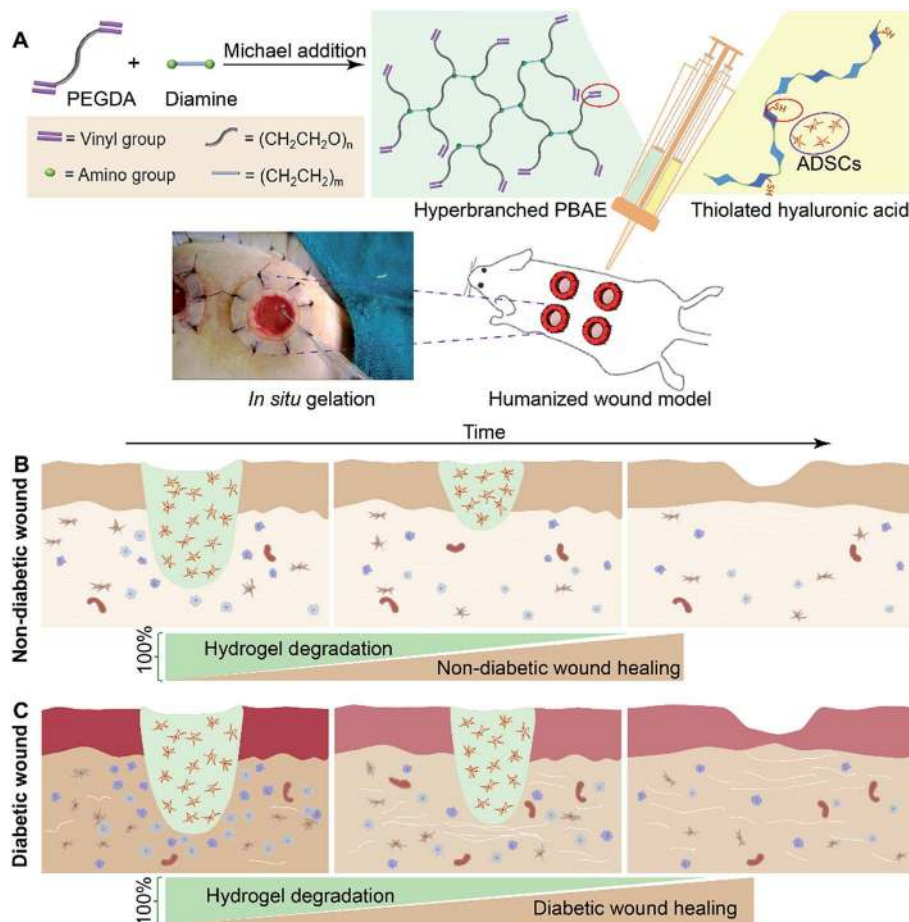 A
PEGDA
+
Diamine
Michael addition
= Vinyl group
= (CH₂CH₂O)ₙ
= Amino group
= (CH₂CH₂)ₘ
Hyperbranched PBAE
SH
SH
SH
ADSCs
Thiolated hyaluronic acid
In situ gelation
Humanized wound model
Time
B
Non-diabetic wound
100%
Hydrogel degradation
Non-diabetic wound healing
C
Diabetic wound
100%
Hydrogel degradation
Diabetic wound healing